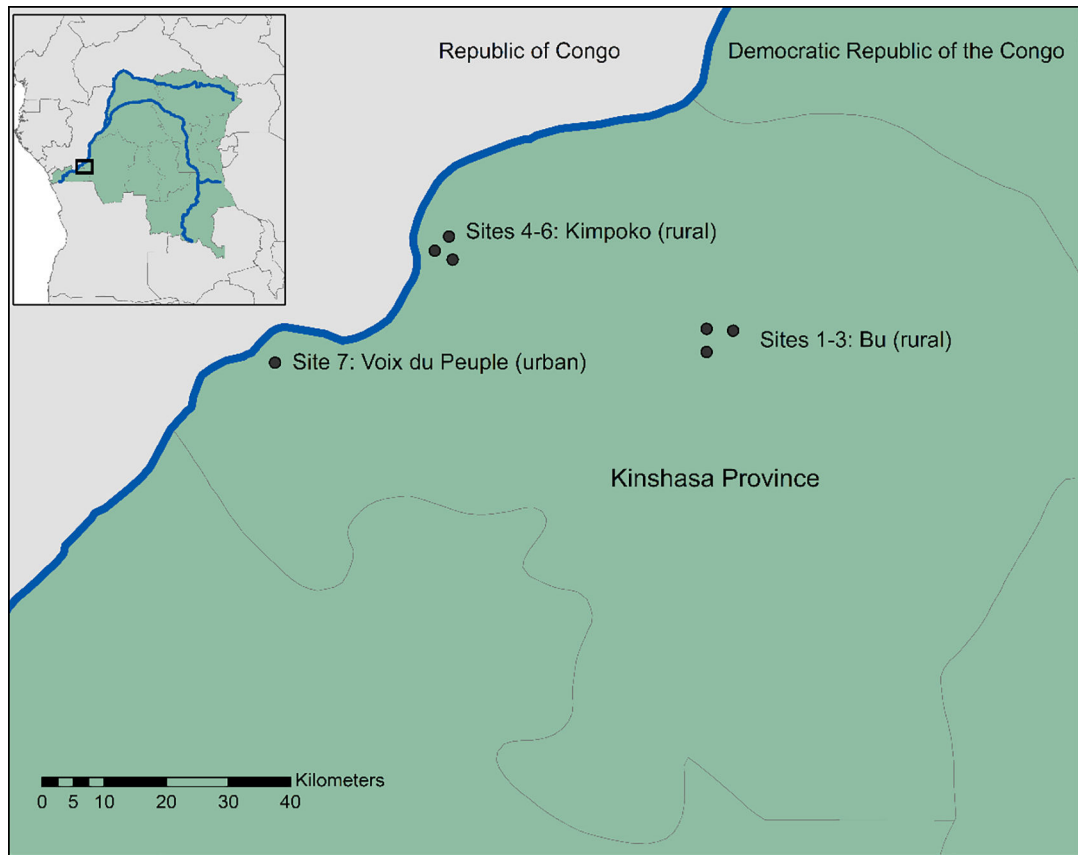 Republic of Congo
Democratic Republic of the Congo
Sites 4-6: Kimpoko (rural)
Sites 1-3: Bu (rural)
Site 7: Voix du Peuple (urban)
Kinshasa Province
Kilometers
0 5 10 20 30 40